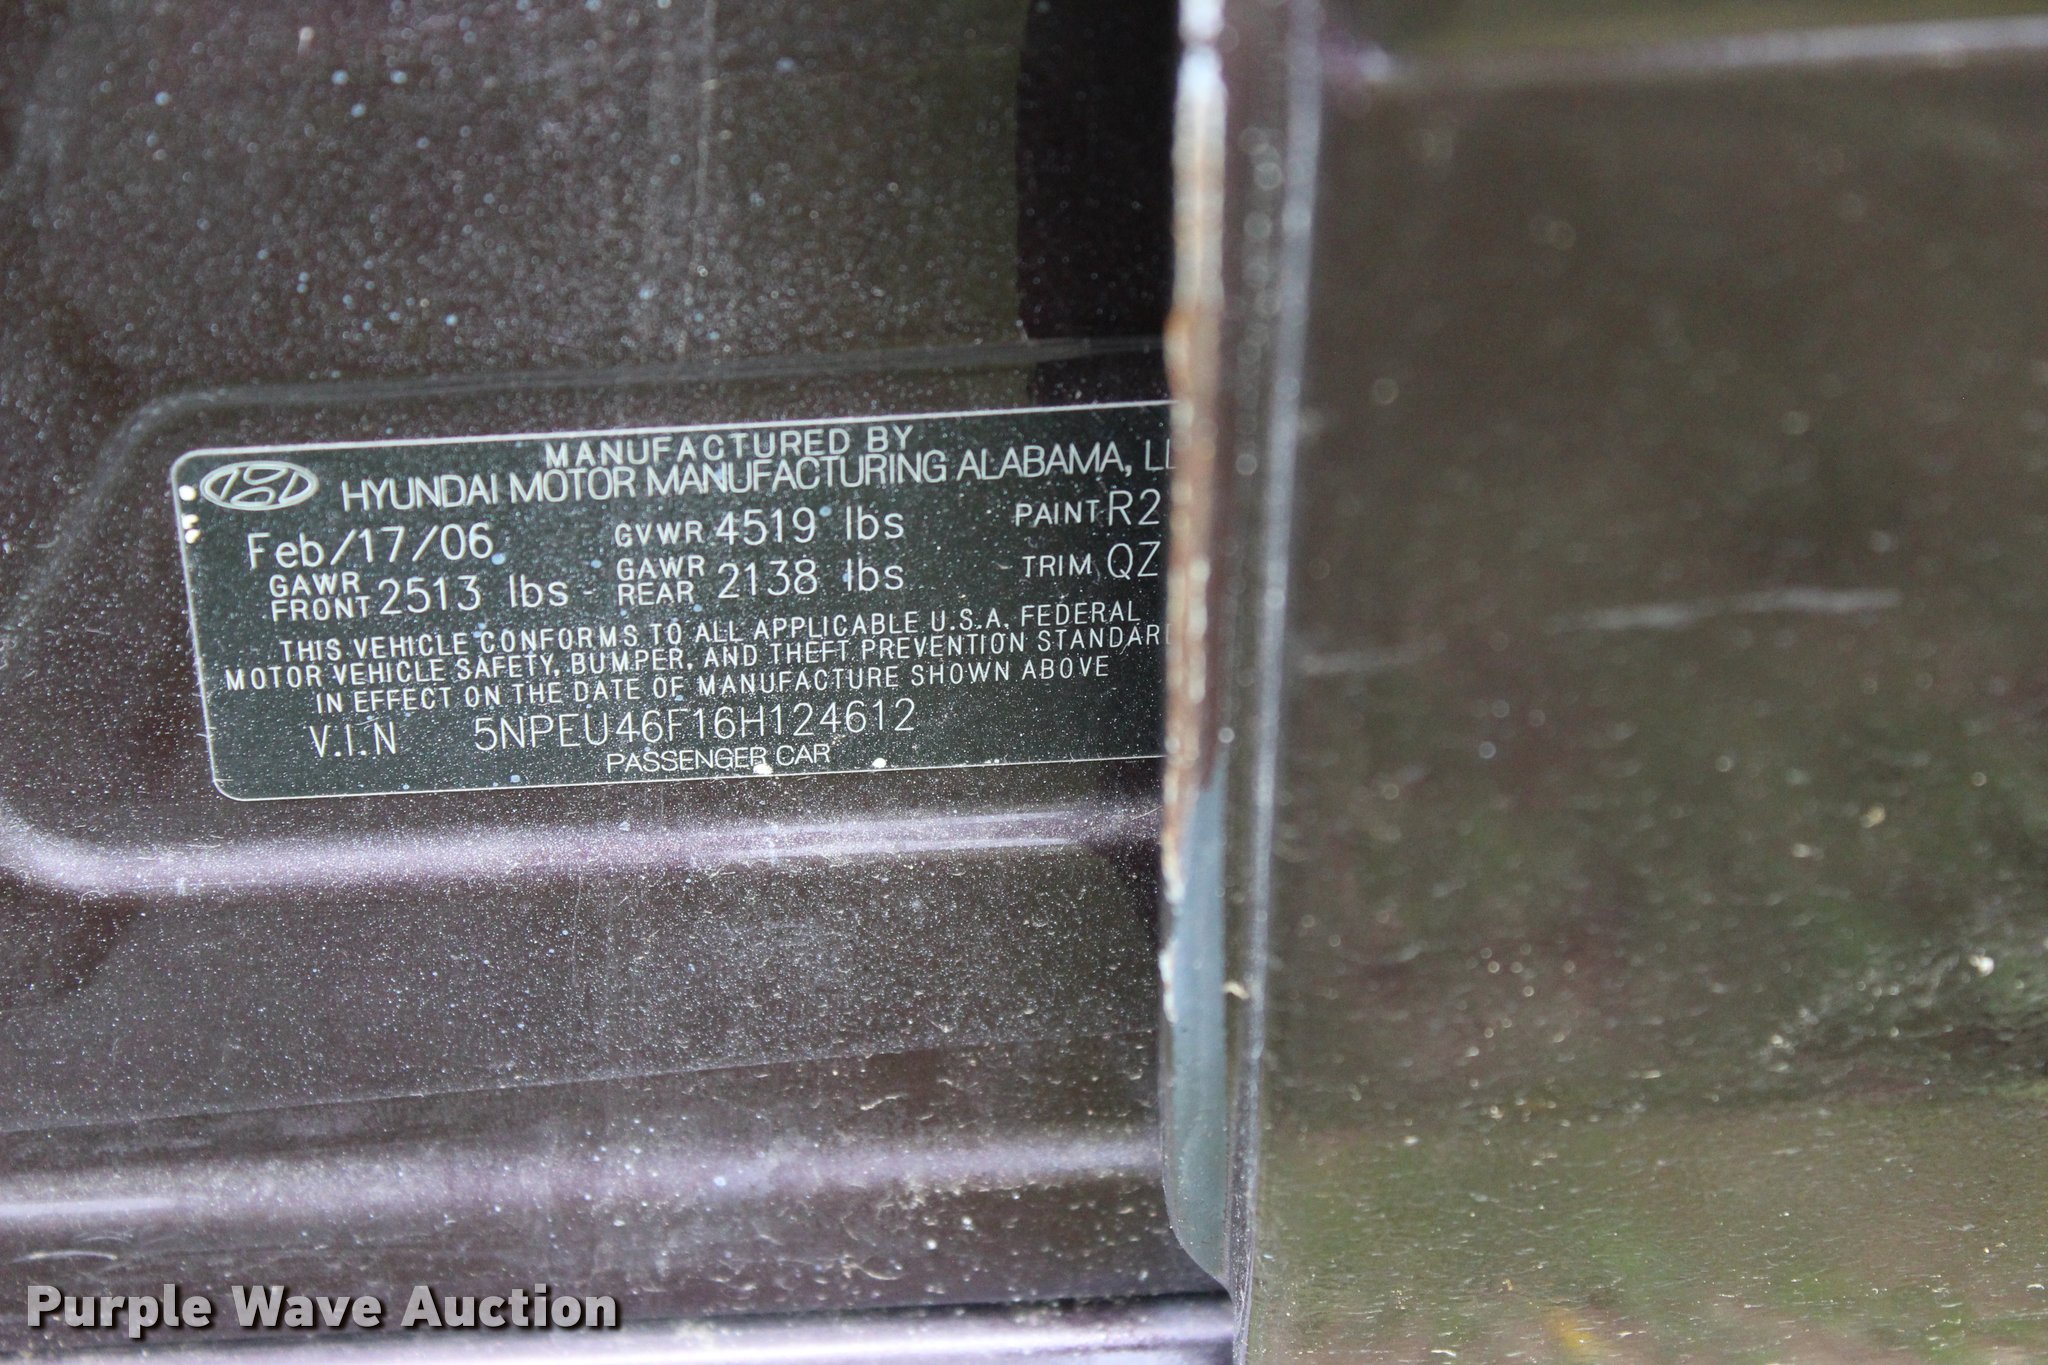 MANUFACTURED BY
HYUNDAI MOTOR MANUFACTURING ALABAMA,
Feb/17/06 GVWR 4519 lbs PAINT R2
GAWR FRONT 2513 lbs GAWR REAR 2138 lbs TRIM QZ
THIS VEHICLE CONFORMS TO ALL APPLICABLE U.S.A. FEDERAL
MOTOR VEHICLE SAFETY, BUMPER, AND THEFT PREVENTION STANDARD
IN EFFECT ON THE DATE OF MANUFACTURE SHOWN ABOVE
V.I.N 5NPEU46F16H124612
PASSENGER CAR
Purple Wave Auction